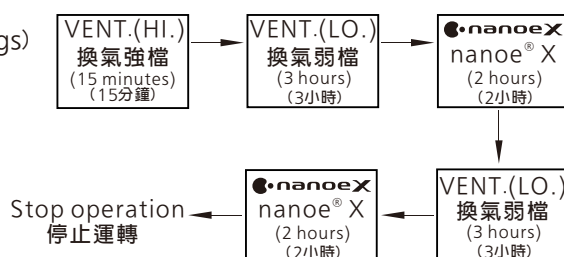 gs)
VENT.(HI.)
換氣強檔
(15 minutes)
(15分鐘)
VENT.(LO.)
換氣弱檔
(3 hours)
(3小時)
nanoeX
nanoe® X
(2 hours)
(2小時)
VENT.(LO.)
換氣弱檔
(3 hours)
(3小時)
nanoeX
nanoe® X
(2 hours)
(2小時)
Stop operation
停止運轉